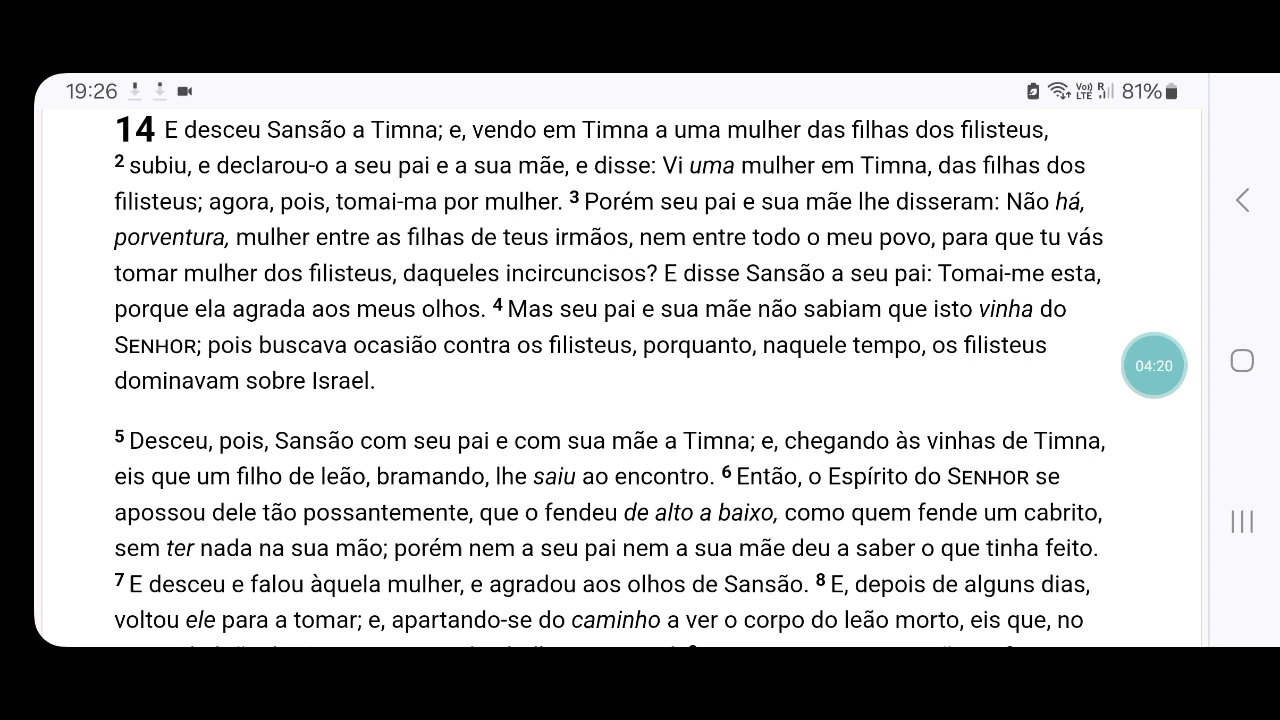 19:26
Vo)) LTE R 81%
14 E desceu Sansão a Timna; e, vendo em Timna a uma mulher das filhas dos filisteus,
2 subiu, e declarou-o a seu pai e a sua mãe, e disse: Vi uma mulher em Timna, das filhas dos
filisteus; agora, pois, tomai-ma por mulher. 3 Porém seu pai e sua mãe lhe disseram: Não há,
porventura, mulher entre as filhas de teus irmãos, nem entre todo o meu povo, para que tu vás
tomar mulher dos filisteus, daqueles incircuncisos? E disse Sansão a seu pai: Tomai-me esta,
porque ela agrada aos meus olhos. 4 Mas seu pai e sua mãe não sabiam que isto vinha do
SENHOR; pois buscava ocasião contra os filisteus, porquanto, naquele tempo, os filisteus
04:20
dominavam sobre Israel.
5 Desceu, pois, Sansão com seu pai e com sua mãe a Timna; e, chegando às vinhas de Timna,
eis que um filho de leão, bramando, lhe saiu ao encontro. 6 Então, o Espírito do SENHOR se
apossou dele tão possantemente, que o fendeu de alto a baixo, como quem fende um cabrito,
sem ter nada na sua mão; porém nem a seu pai nem a sua mãe deu a saber o que tinha feito.
7 E desceu e falou àquela mulher, e agradou aos olhos de Sansão. 8 E, depois de alguns dias,
voltou ele para a tomar; e, apartando-se do caminho a ver o corpo do leão morto, eis que, no